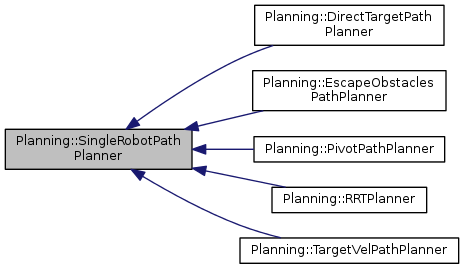 Planning::DirectTargetPath
Planner
Planning::EscapeObstacles
PathPlanner
Planning::SingleRobotPath
Planner
Planning::PivotPathPlanner
Planning::RRTPlanner
Planning::TargetVelPathPlanner